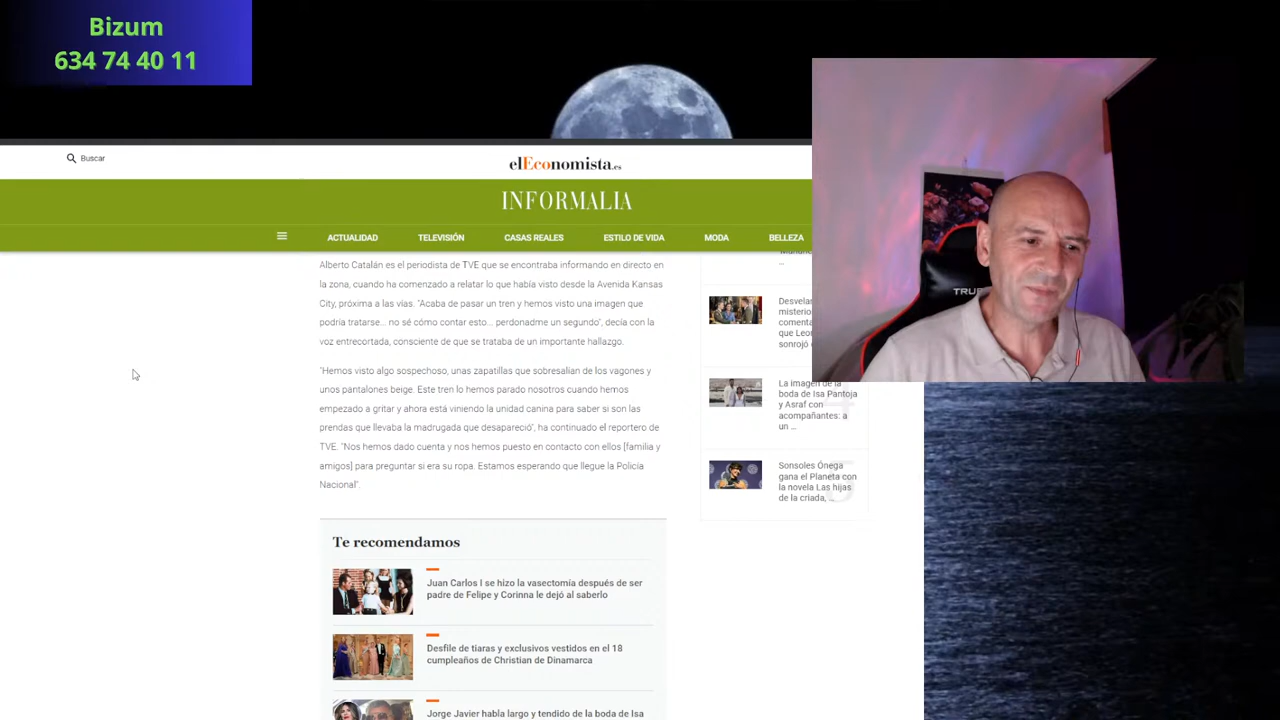 Bizum
634 74 40 11
Buscar
elEconomista.es
INFORMALIA
ACTUALIDAD
TELEVISIÓN
CASAS REALES
ESTILO DE VIDA
MODA
BELLEZA
Alberto Catalán es el periodista de TVE que se encontraba informando en directo en
la zona, cuando ha comenzado a relatar lo que había visto desde la Avenida Kansas
City, próxima a las vías. "Acaba de pasar un tren y hemos visto una imagen que
podría tratarse... no sé cómo contar esto... perdonadme un segundo", decía con la
voz entrecortada, consciente de que se trataba de un importante hallazgo.
"Hemos visto algo sospechoso, unas zapatillas que sobresalían de los vagones y
unos pantalones beige. Este tren lo hemos parado nosotros cuando hemos
empezado a gritar y ahora está viniendo la unidad canina para saber si son las
prendas que llevaba la madrugada que desapareció", ha continuado el reportero de
TVE. "Nos hemos dado cuenta y nos hemos puesto en contacto con ellos [familia y
amigos] para preguntar si era su ropa. Estamos esperando que llegue la Policía
Nacional".
Te recomendamos
Juan Carlos I se hizo la vasectomía después de ser
padre de Felipe y Corinna le dejó al saberlo
Desfile de tiaras y exclusivos vestidos en el 18
cumpleaños de Christian de Dinamarca
Jorge Javier habla largo y tendido de la boda de Isa
..
que Leon
sonrojó
La imagen de la
boda de Isa Pantoja
y Asraf con
acompañantes: a
un ...
4
Sonsoles Ónega
gana el Planeta con
la novela Las hijas
de la criada, ...
5
TRUE